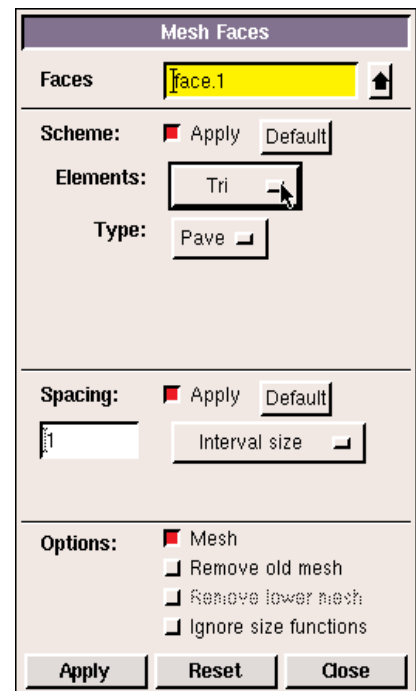 Mesh Faces
Faces face.1
Scheme: Apply Default
Elements: Tri
Type: Pave
Spacing: Apply Default
1 Interval size
Options: Mesh
Remove old mesh
Remove lower mesh
Ignore size functions
Apply Reset Close